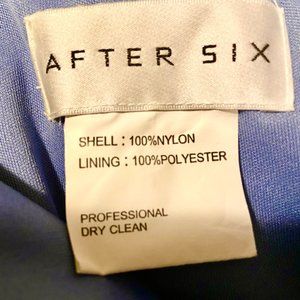 AFTER SIX
SHELL : 100%NYLON
LINING : 100%POLYESTER
PROFESSIONAL
DRY CLEAN